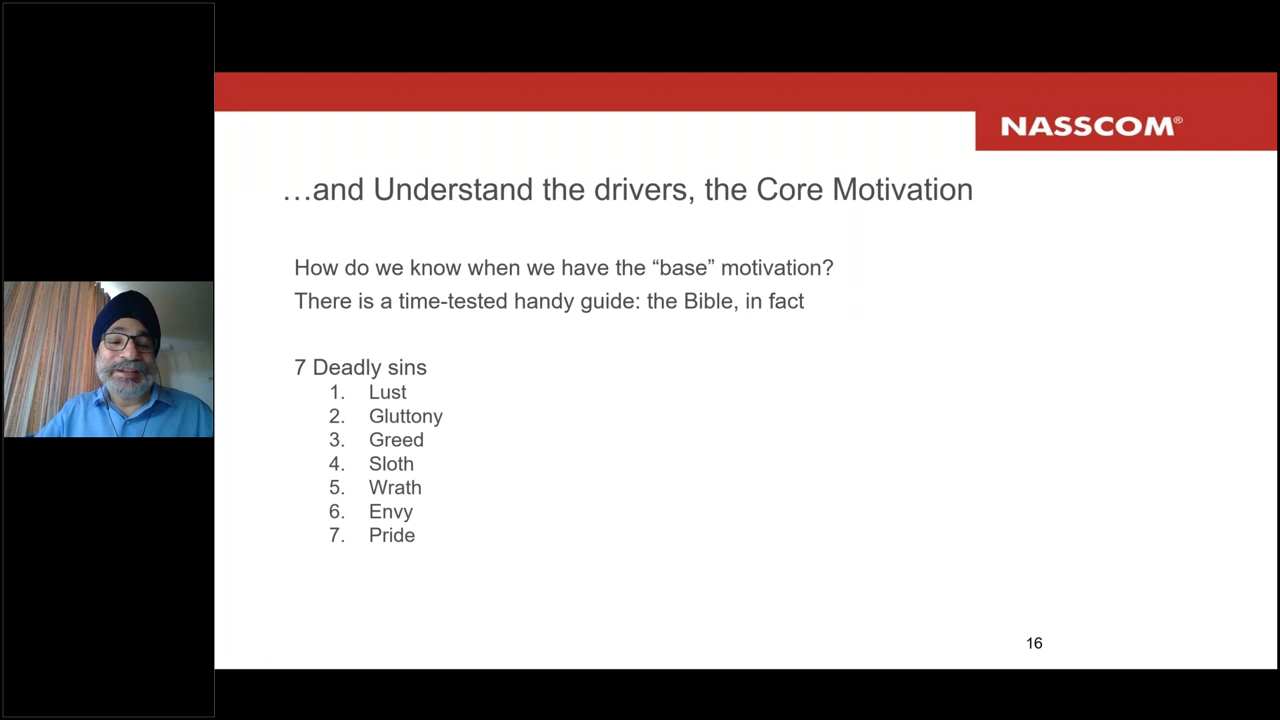 NASSCOM®
…and Understand the drivers, the Core Motivation
How do we know when we have the “base” motivation?
There is a time-tested handy guide: the Bible, in fact
7 Deadly sins
1. Lust
2. Gluttony
3. Greed
4. Sloth
5. Wrath
6. Envy
7. Pride
16